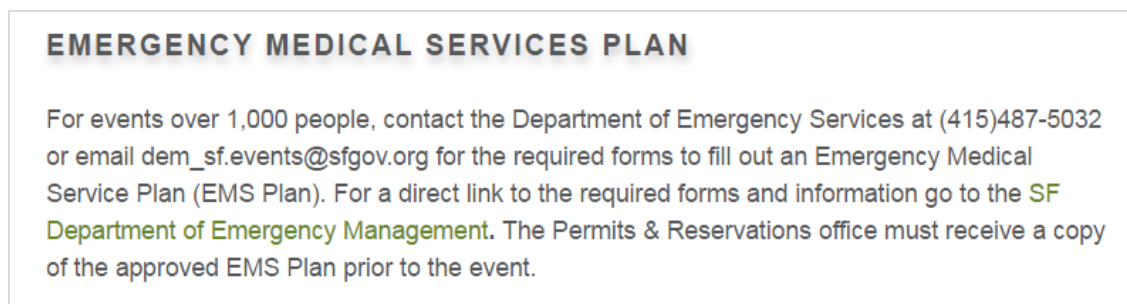 EMERGENCY MEDICAL SERVICES PLAN
For events over 1,000 people, contact the Department of Emergency Services at (415)487-5032
or email dem_sf.events@sfgov.org for the required forms to fill out an Emergency Medical
Service Plan (EMS Plan). For a direct link to the required forms and information go to the SF
Department of Emergency Management. The Permits & Reservations office must receive a copy
of the approved EMS Plan prior to the event.